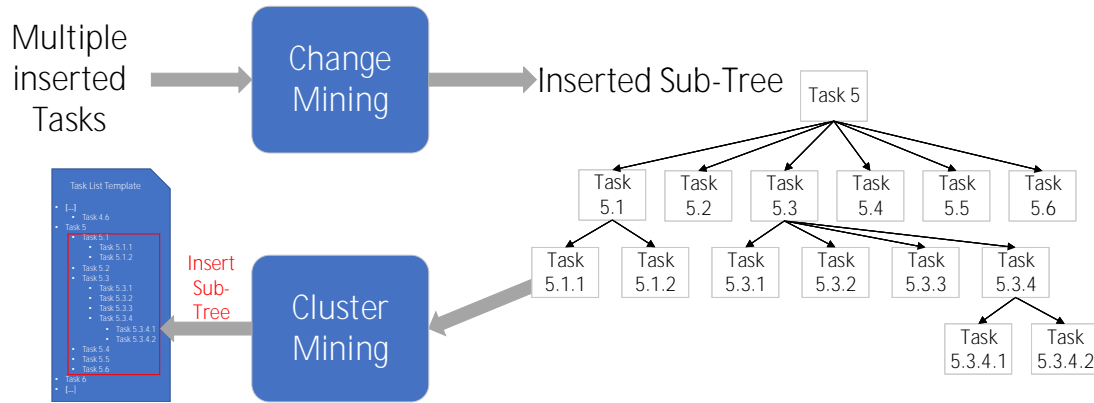 Multiple
inserted
Tasks
Change
Mining
Inserted Sub-Tree
Task 5
Task
5.1
Task
5.2
Task
5.3
Task
5.4
Task
5.5
Task
5.6
Task
5.1.1
Task
5.1.2
Task
5.3.1
Task
5.3.2
Task
5.3.3
Task
5.3.4
Task
5.3.4.1
Task
5.3.4.2
Cluster
Mining
Insert
Sub-
Tree
Task List Template
• [...]
• Task 4.6
• Task 5
• Task 5.1
• Task 5.1.1
• Task 5.1.2
• Task 5.2
• Task 5.3
• Task 5.3.1
• Task 5.3.2
• Task 5.3.3
• Task 5.3.4
• Task 5.3.4.1
• Task 5.3.4.2
• Task 5.4
• Task 5.5
• Task 5.6
• Task 6
• [...]